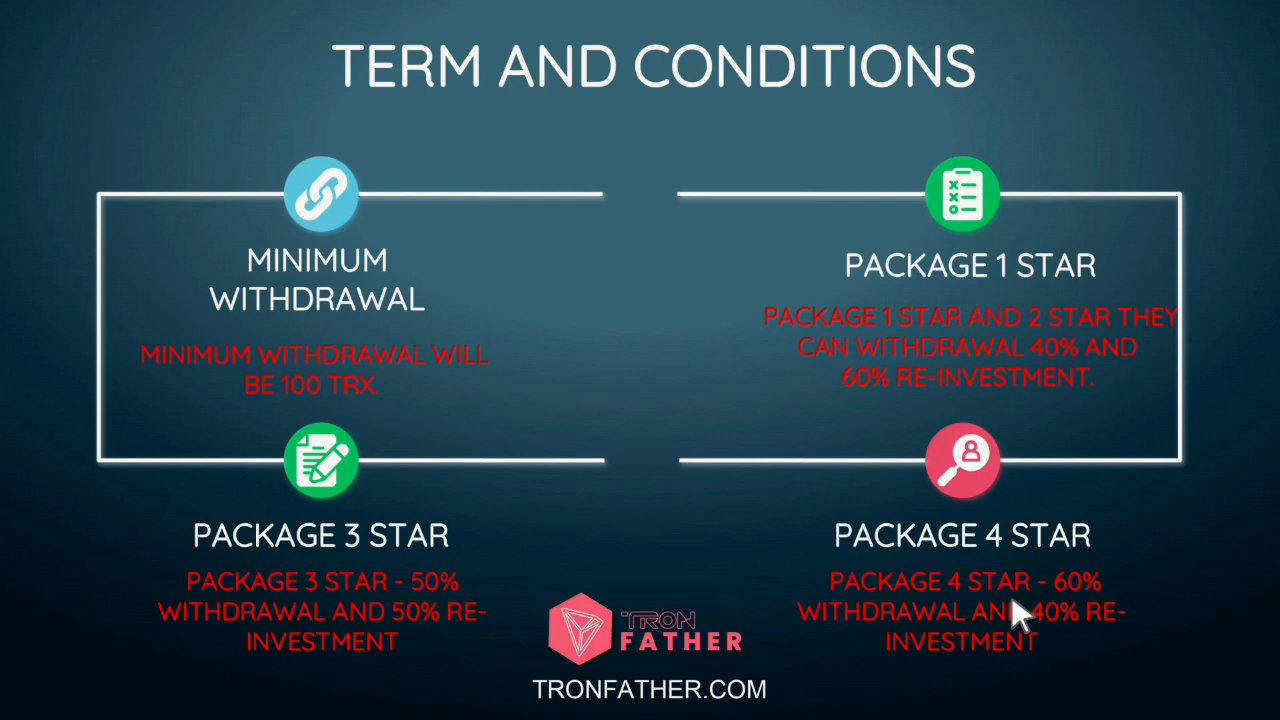 TERM AND CONDITIONS
MINIMUM
WITHDRAWAL
MINIMUM WITHDRAWAL WILL
BE 100 TRX.
PACKAGE 1 STAR
PACKAGE 1 STAR AND 2 STAR THEY
CAN WITHDRAWAL 40% AND
60% RE-INVESTMENT.
PACKAGE 3 STAR
PACKAGE 3 STAR - 50%
WITHDRAWAL AND 50% RE-
INVESTMENT
PACKAGE 4 STAR
PACKAGE 4 STAR - 60%
WITHDRAWAL AND 40% RE-
INVESTMENT
TRON
FATHER
TRONFATHER.COM